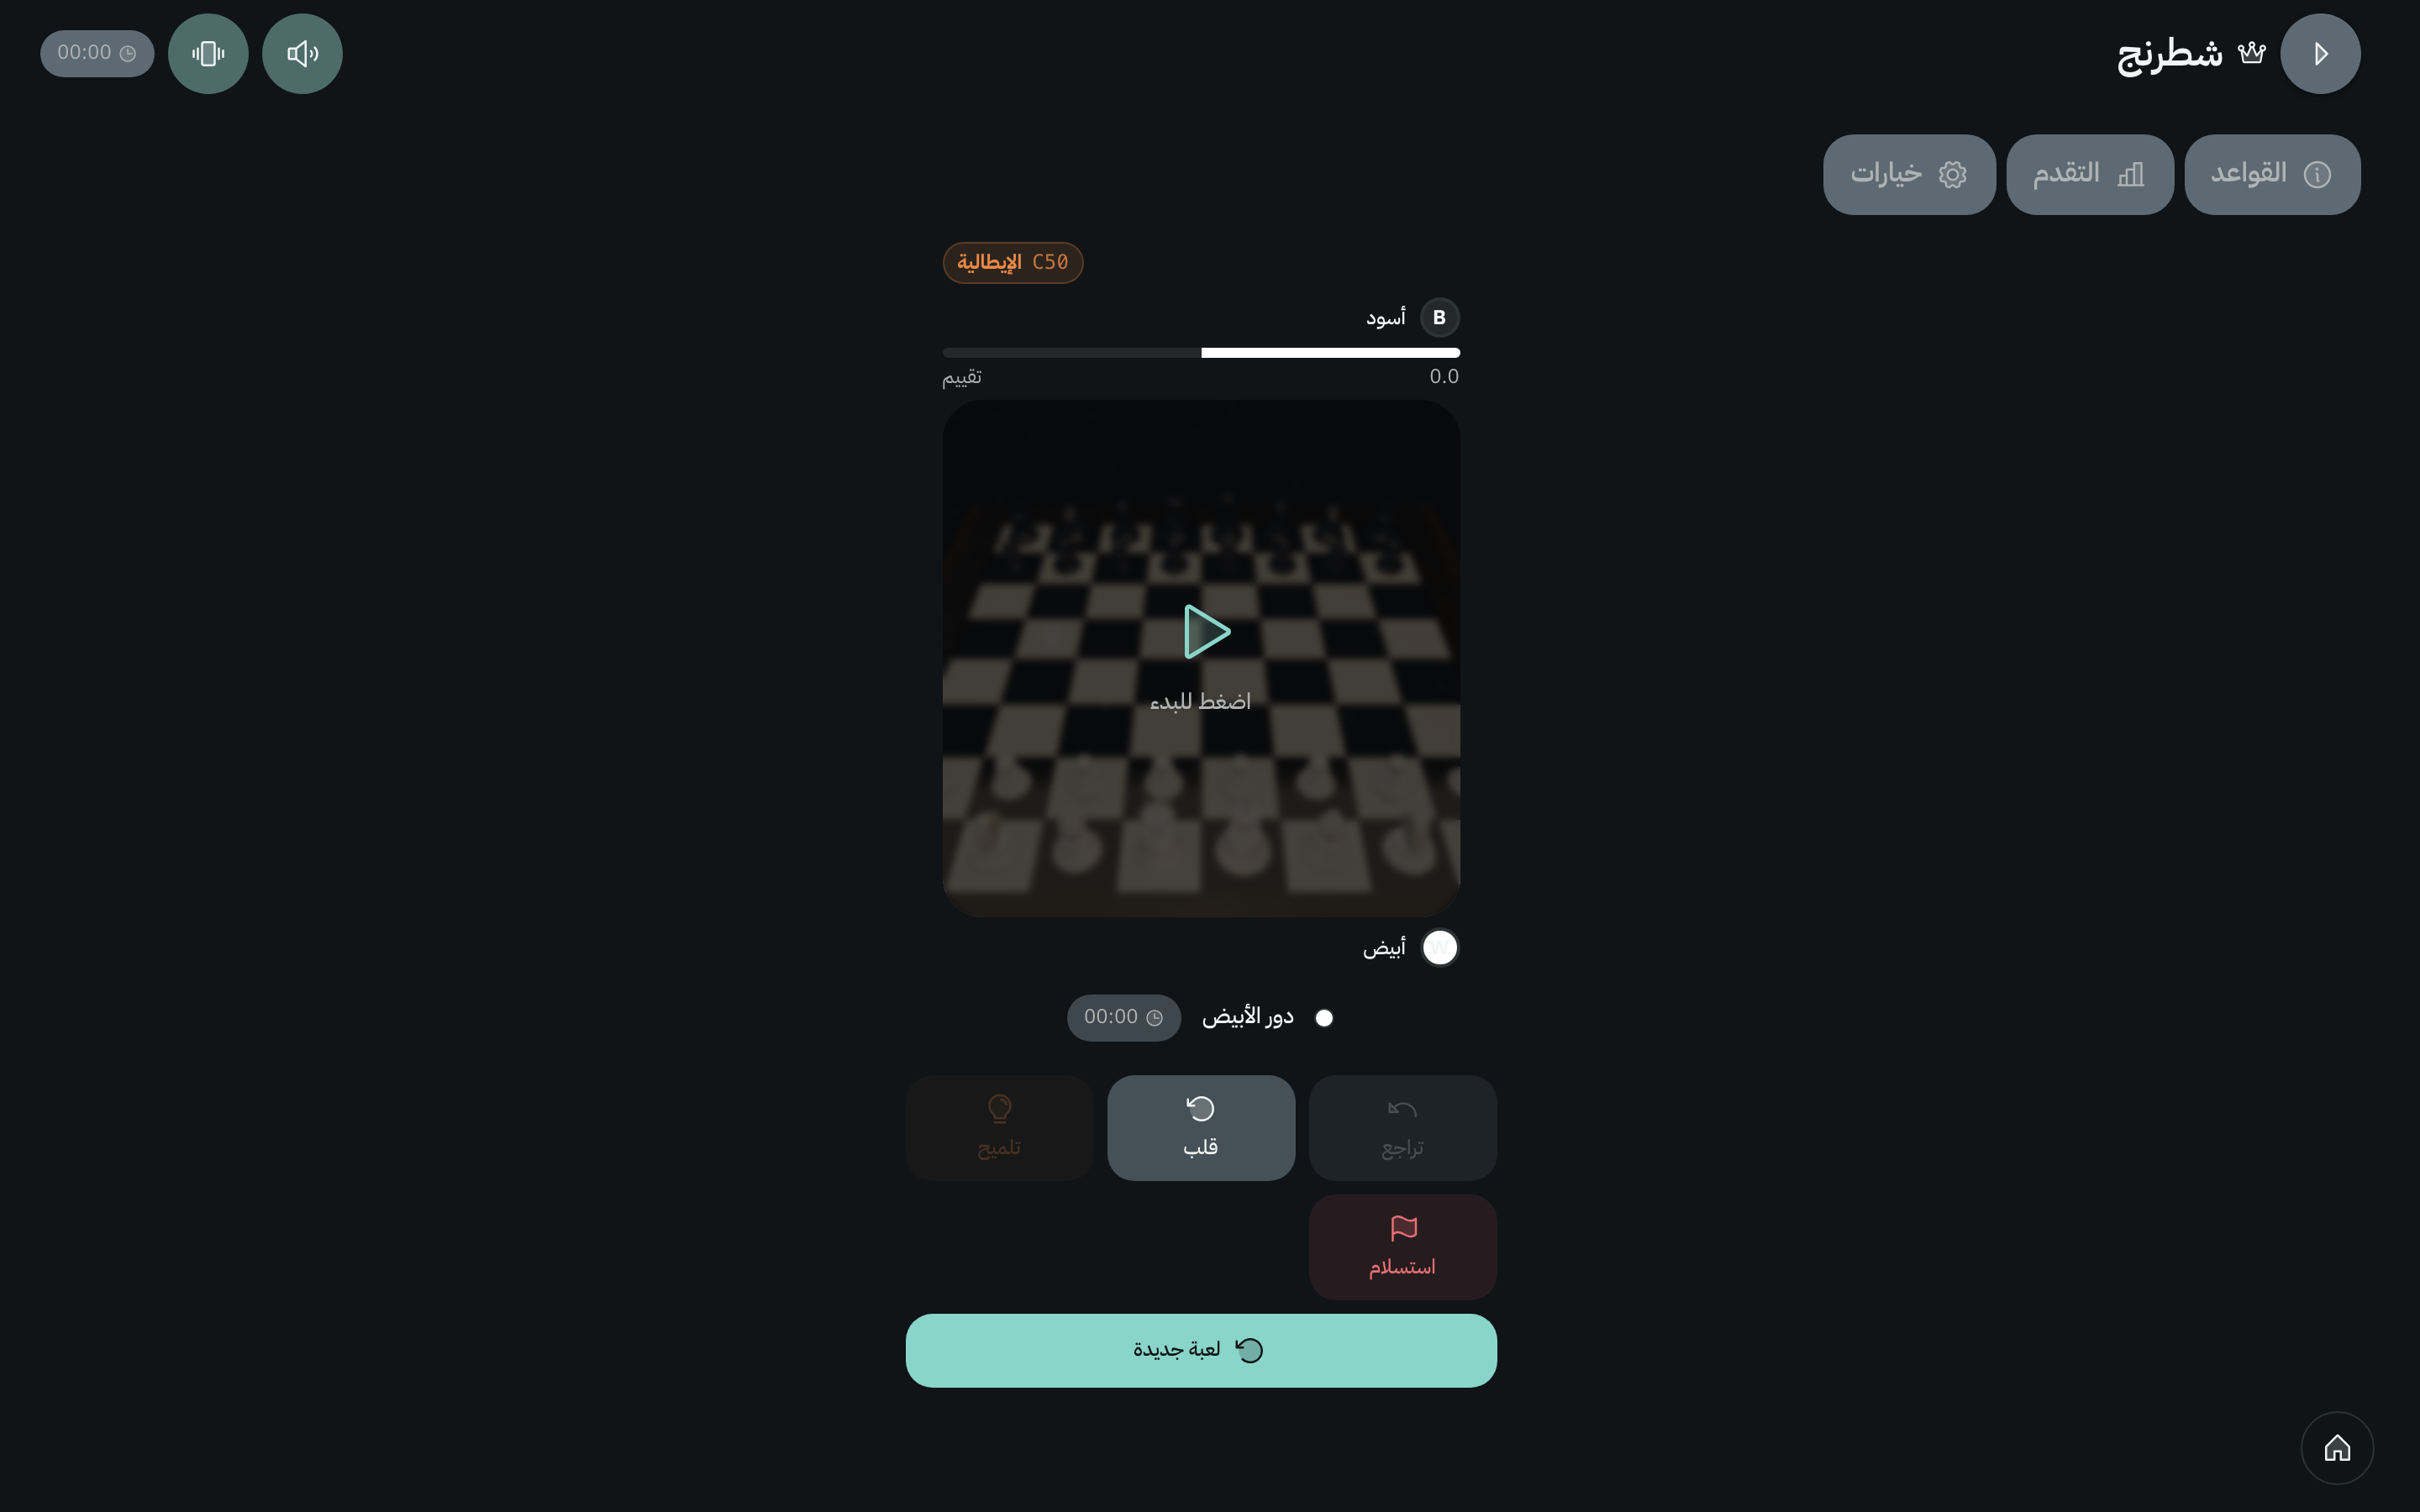 شطرنج
00:00
القواعد
التقدم
خيارات
C50 الإيطالية
B أسود
0.0 تقييم
اضغط للبدء
W أبيض
دور الأبيض 00:00
تراجع
قلب
تلميح
استسلام
لعبة جديدة